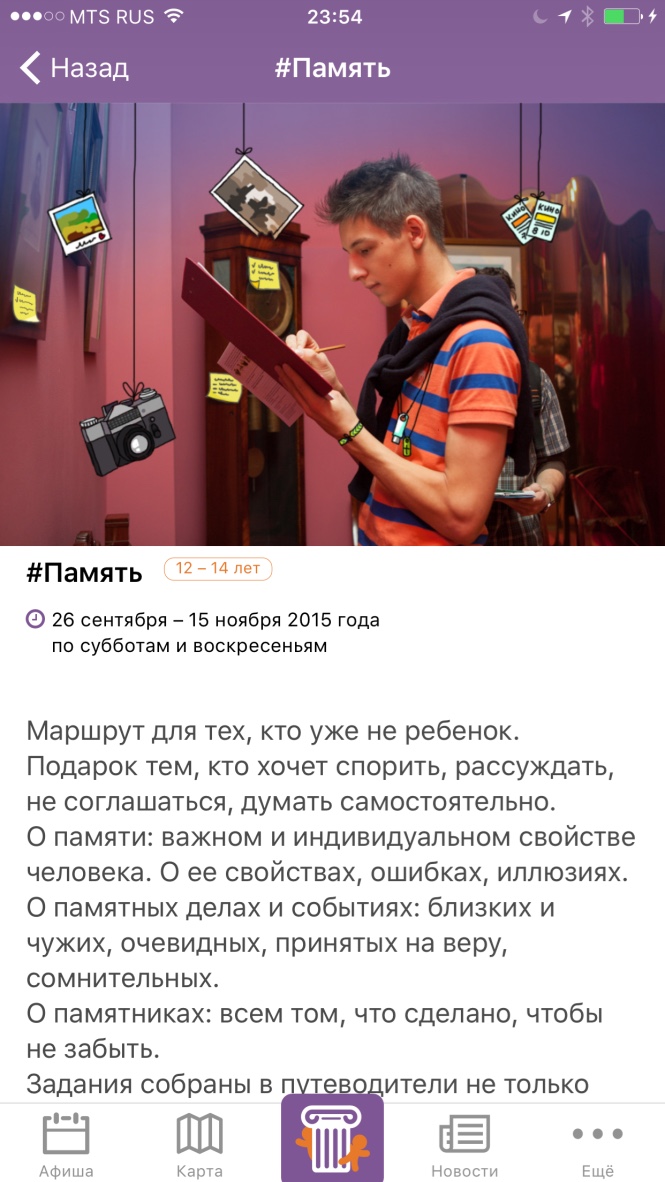 MTS RUS
23:54
Назад
#Память
КИНО
КИНО
8 10
#Память
12 – 14 лет
26 сентября – 15 ноября 2015 года
по субботам и воскресеньям
Маршрут для тех, кто уже не ребенок.
Подарок тем, кто хочет спорить, рассуждать,
не соглашаться, думать самостоятельно.
О памяти: важном и индивидуальном свойстве
человека. О ее свойствах, ошибках, иллюзиях.
О памятных делах и событиях: близких и
чужих, очевидных, принятых на веру,
сомнительных.
О памятниках: всем том, что сделано, чтобы
не забыть.
Задания собраны в путеводители не только
Афиша
Карта
Новости
Ещё